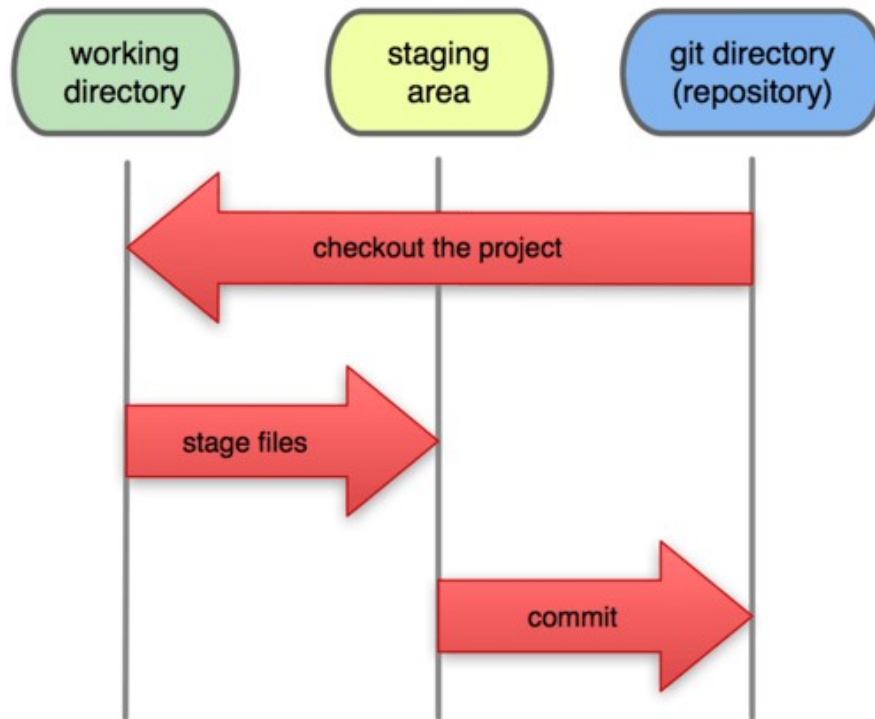 working
directory
staging
area
git directory
(repository)
checkout the project
stage files
commit